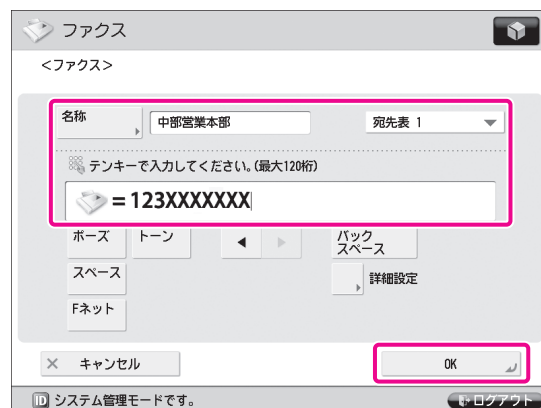 ファクス
<ファクス>
名称 中部営業本部 宛先表 1
テンキーで入力してください。(最大120桁)
= 123XXXXXXX
ポーズ トーン バック
スペース
スペース 詳細設定
Fネット
× キャンセル OK
ID システム管理モードです。 ログアウト